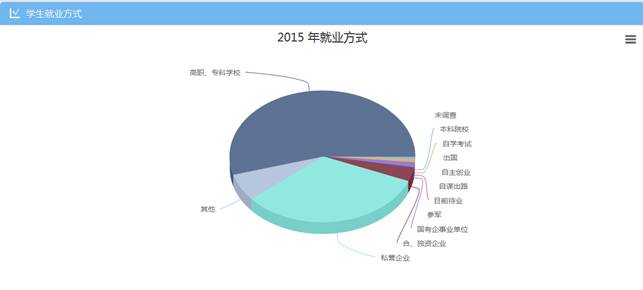 学生就业方式
2015 年就业方式
高职、专科学校
未调查
本科院校
自学考试
出国
自主创业
自谋出路
目前待业
参军
国有企事业单位
合、独资企业
其他
私营企业